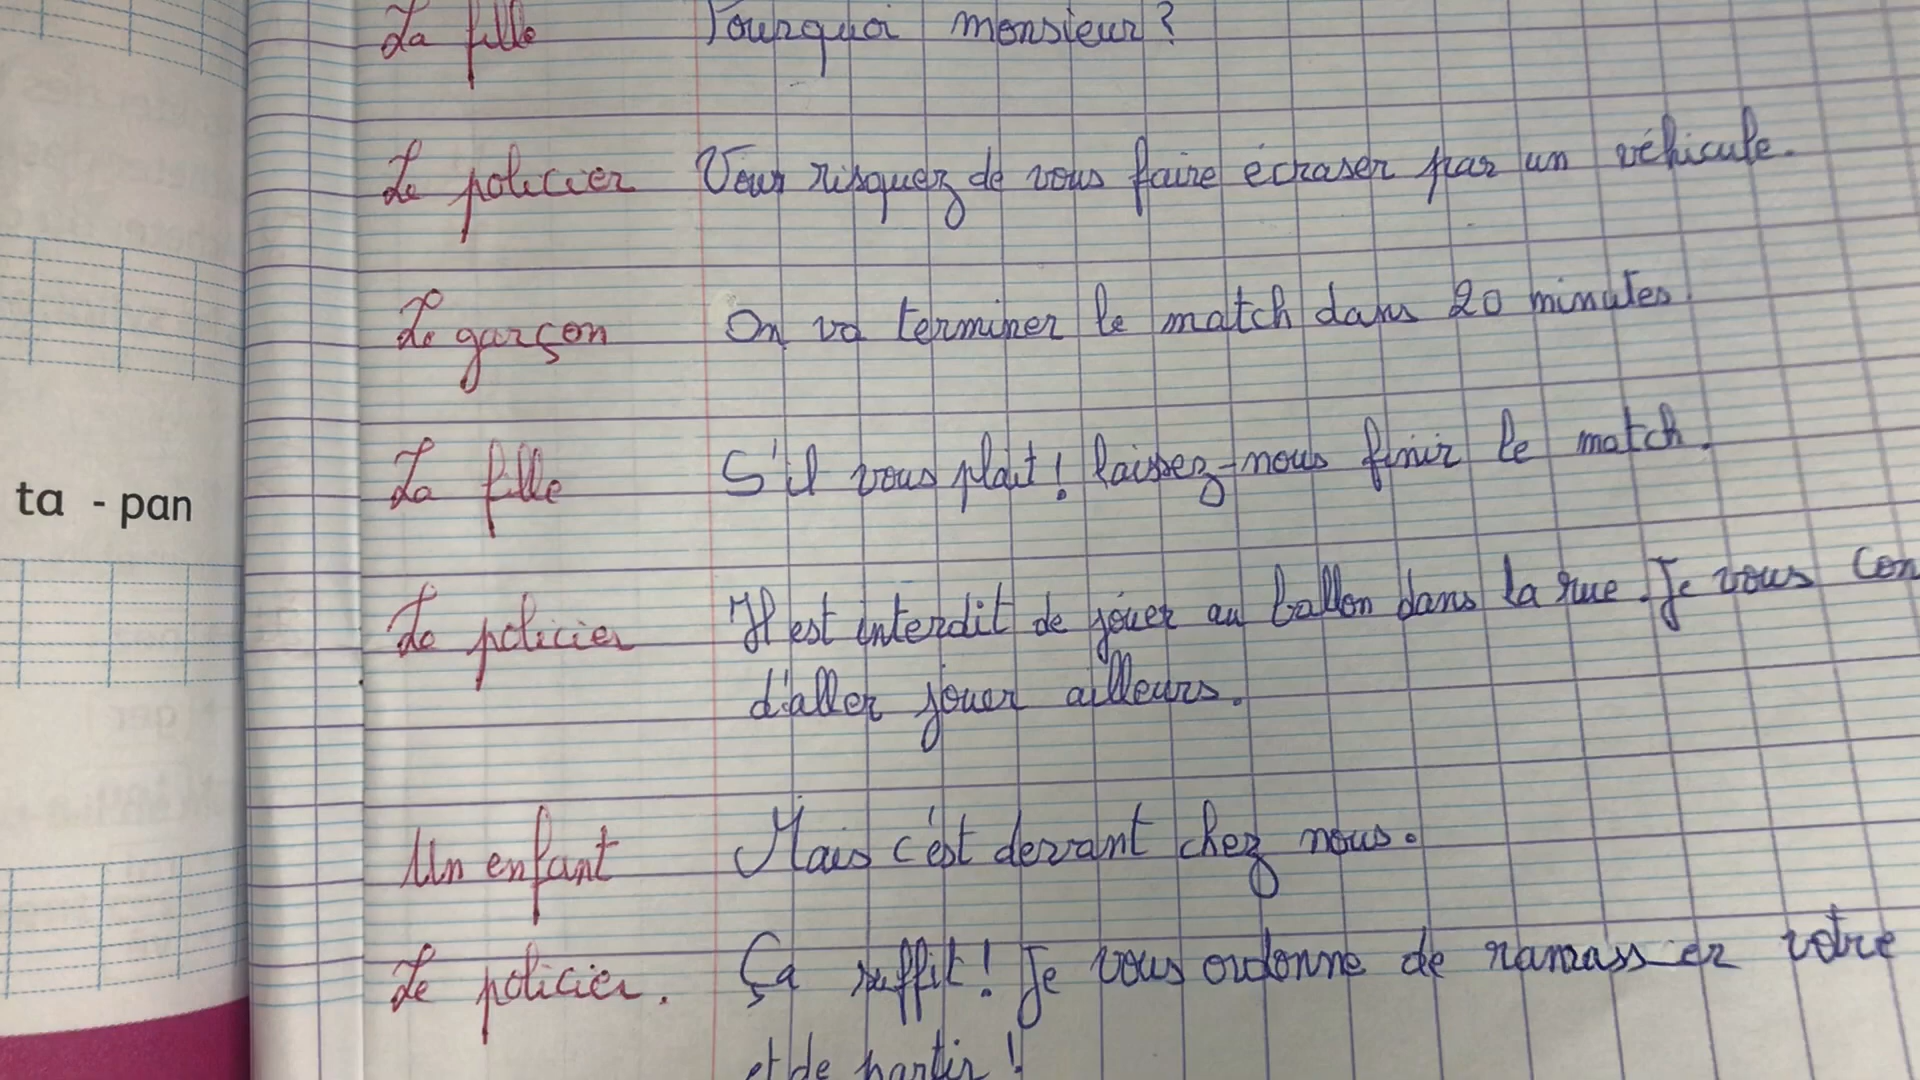 La fille Pourquoi monsieur?
Le policier Vous risquez de vous faire écraser par un véhicule.
Le garçon On va terminer le match dans 20 minutes.
La fille S'il vous plait! laissez-nous finir le match.
ta - pan
Le policier Il est interdit de jouer au ballon dans la rue. Je vous con
d'aller jouer ailleurs.
Un enfant Mais c'est devant chez nous.
Le policier. Ça suffit! Je vous ordonne de ramasser votre
et de partir!